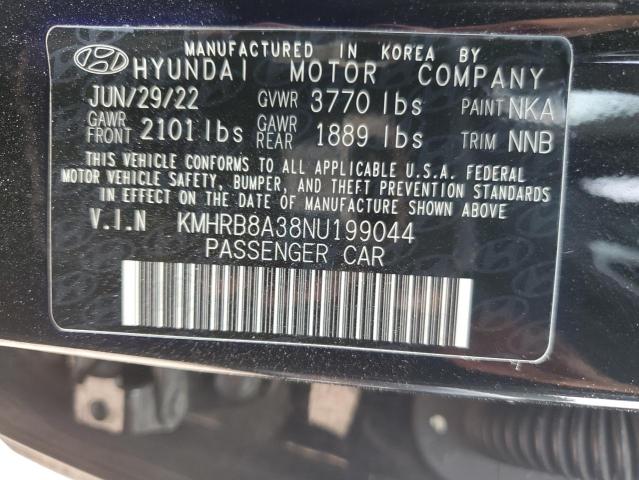 MANUFACTURED IN KOREA BY
HYUNDAI MOTOR COMPANY
JUN/29/22 GVWR 3770 lbs PAINT NKA
GAWR FRONT 2101 lbs GAWR REAR 1889 lbs TRIM NNB
THIS VEHICLE CONFORMS TO ALL APPLICABLE U.S.A. FEDERAL
MOTOR VEHICLE SAFETY, BUMPER, AND THEFT PREVENTION STANDARDS
IN EFFECT ON THE DATE OF MANUFACTURE SHOWN ABOVE.
V.I.N KMHRB8A38NU199044
PASSENGER CAR